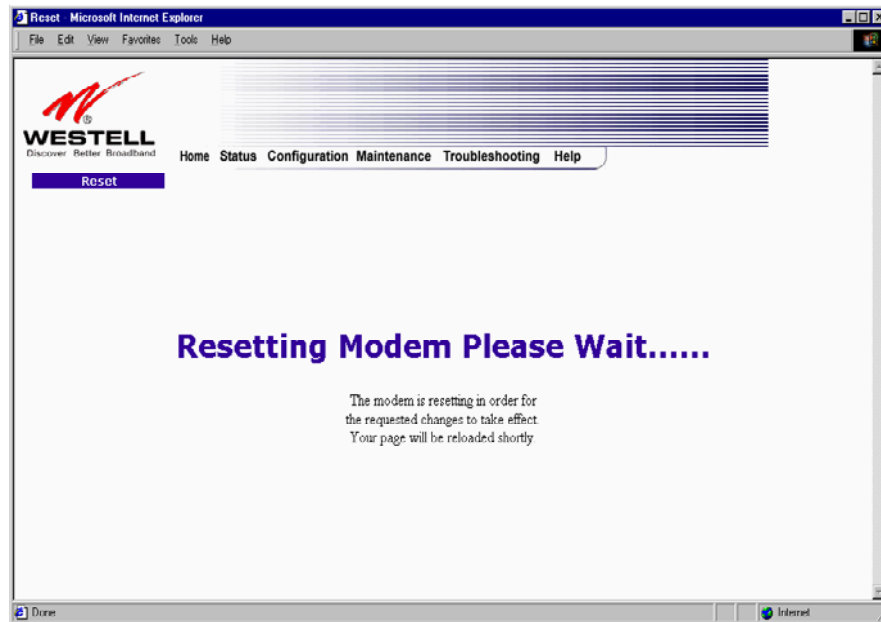 Reset - Microsoft Internet Explorer
File Edit View Favorites Tools Help
WESTELL
®
Discover Better Broadband
Home Status Configuration Maintenance Troubleshooting Help
Reset
Resetting Modem Please Wait......
The modem is resetting in order for
the requested changes to take effect.
Your page will be reloaded shortly.
Done
Internet